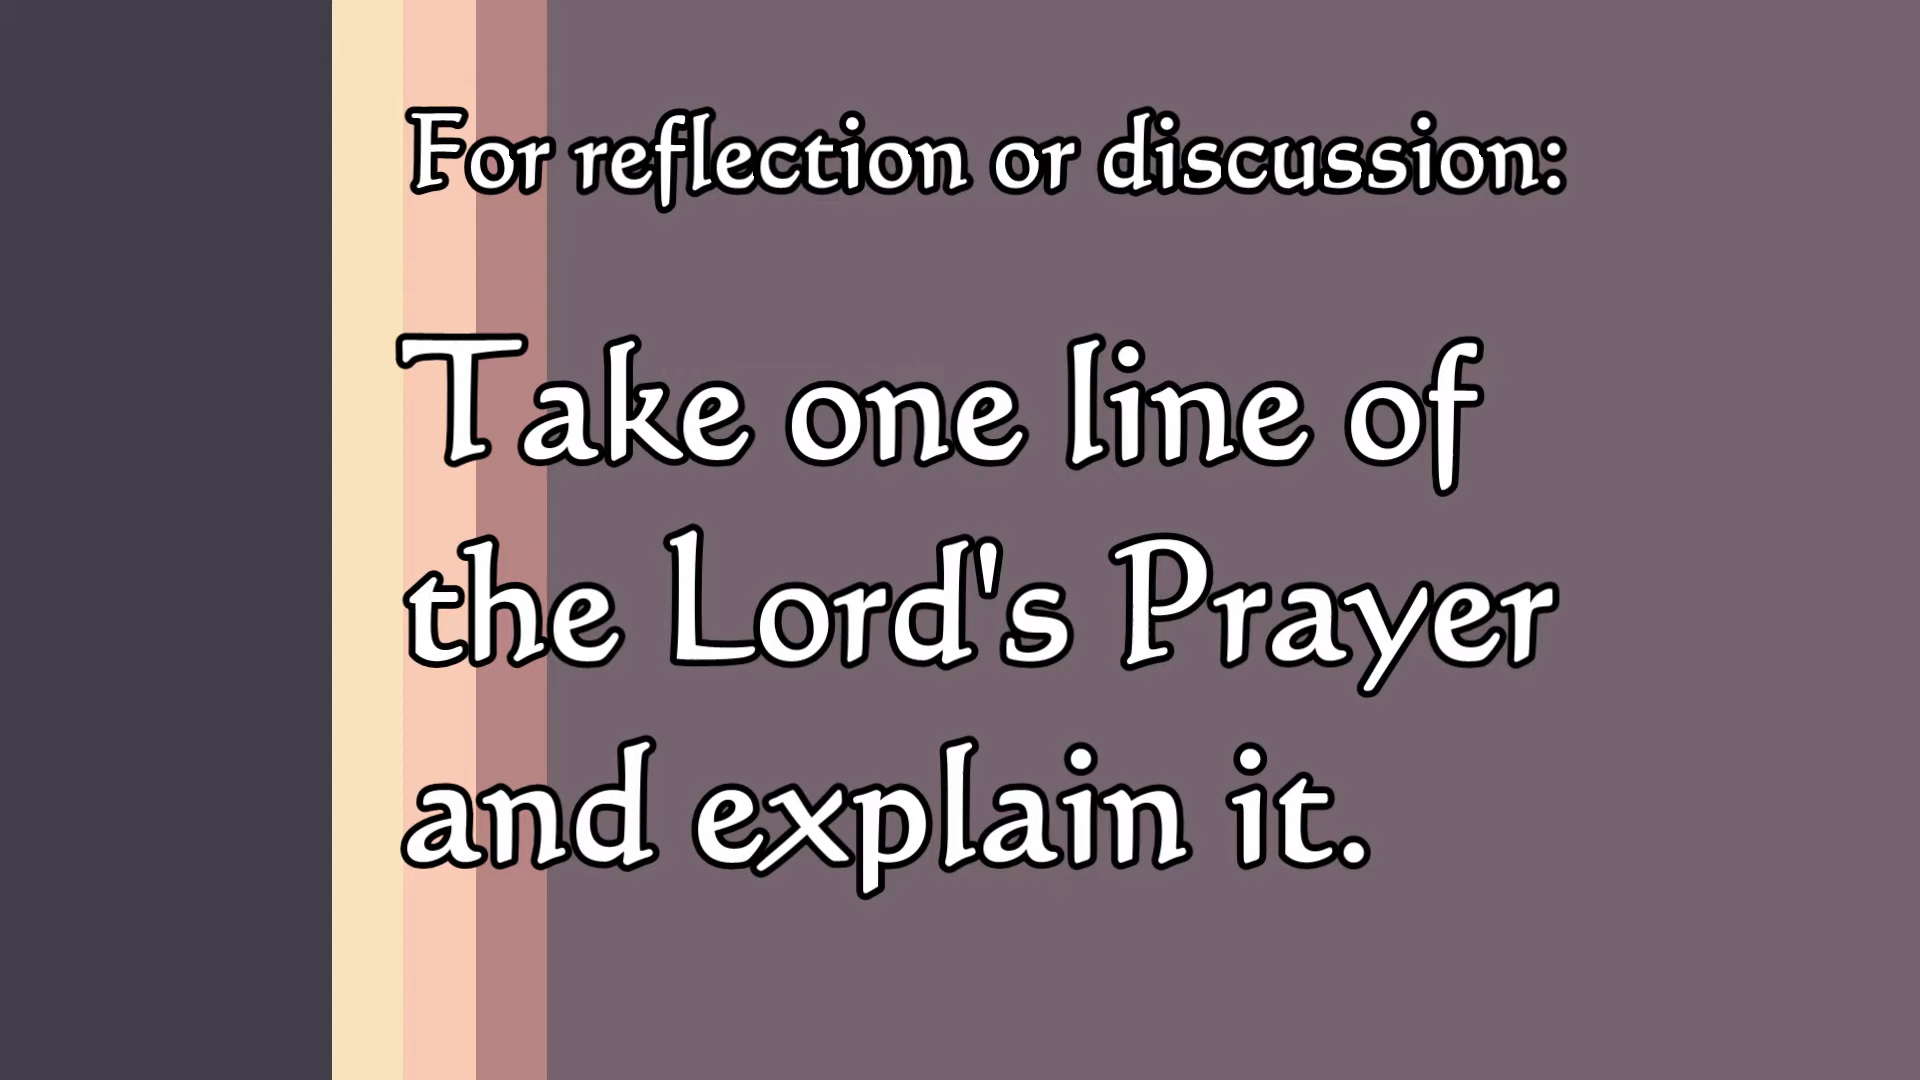 For reflection or discussion:
Take one line of
the Lord's Prayer
and explain it.